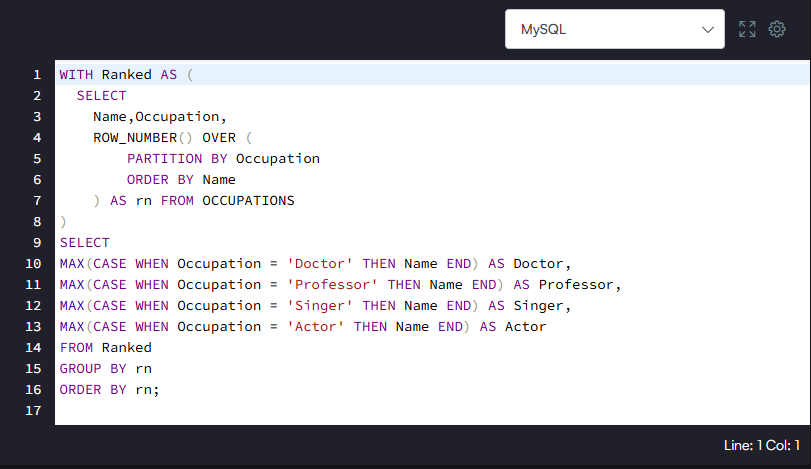 MySQL
1 WITH Ranked AS (
2   SELECT
3     Name,Occupation,
4     ROW_NUMBER() OVER (
5         PARTITION BY Occupation
6         ORDER BY Name
7     ) AS rn FROM OCCUPATIONS
8 )
9 SELECT
10 MAX(CASE WHEN Occupation = 'Doctor' THEN Name END) AS Doctor,
11 MAX(CASE WHEN Occupation = 'Professor' THEN Name END) AS Professor,
12 MAX(CASE WHEN Occupation = 'Singer' THEN Name END) AS Singer,
13 MAX(CASE WHEN Occupation = 'Actor' THEN Name END) AS Actor
14 FROM Ranked
15 GROUP BY rn
16 ORDER BY rn;
17
Line: 1 Col: 1